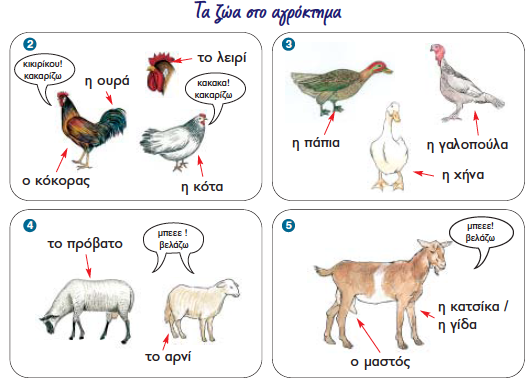 Τα ζώα στο αγρόκτημα
2
κικιρίκου!
κακαρίζω
η ουρά
το λειρί
κακακα!
κακαρίζω
ο κόκορας
η κότα
3
η πάπια
η γαλοπούλα
η χήνα
4
το πρόβατο
μπεεε !
βελάζω
το αρνί
5
μπεεε!
βελάζω
η κατσίκα /
η γίδα
ο μαστός